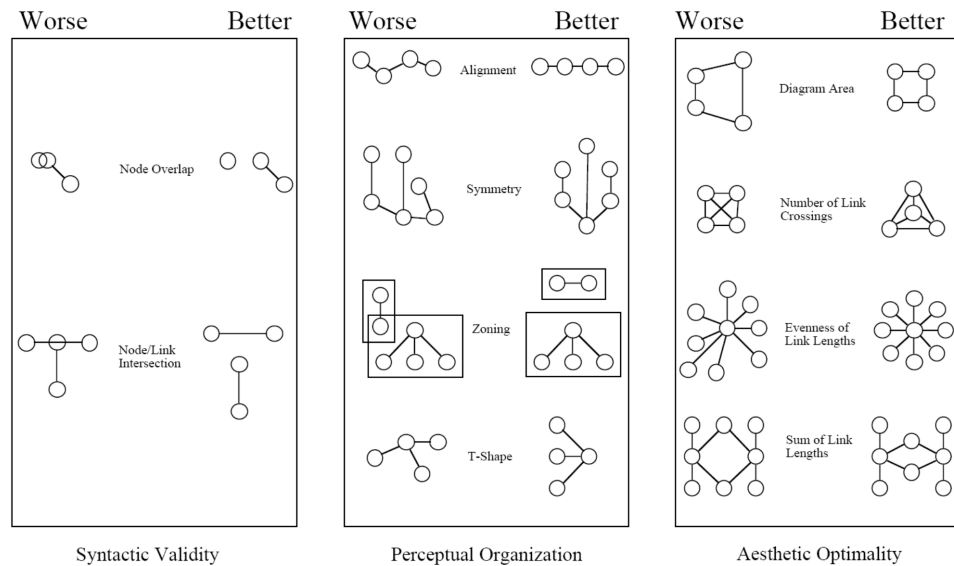 Worse Better
Node Overlap
Node/Link
Intersection
Syntactic Validity
Worse Better
Alignment
Symmetry
Zoning
T-Shape
Perceptual Organization
Worse Better
Diagram Area
Number of Link
Crossings
Evenness of
Link Lengths
Sum of Link
Lengths
Aesthetic Optimality